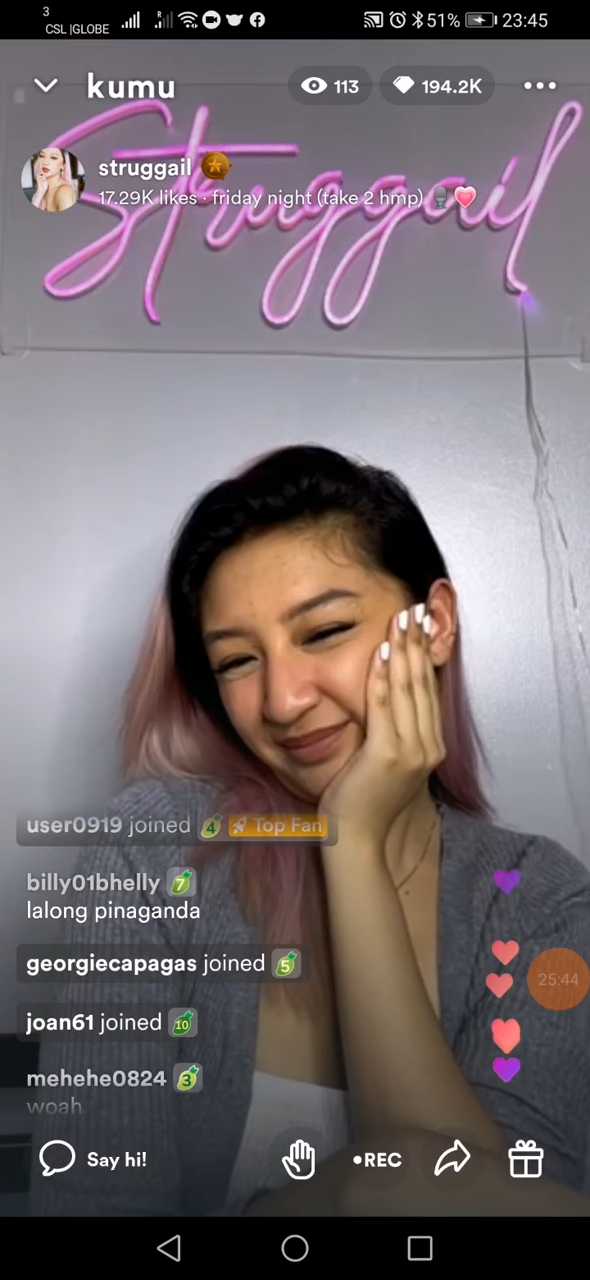 3
CSL |GLOBE
51%
23:45
kumu
113
194.2K
Struggail
struggail
17.29K likes · friday night (take 2 hmp)
user0919 joined 4 Top Fan
billy01bhelly 7
lalong pinaganda
georgiecapagas joined 5
joan61 joined 10
25:44
mehehe0824 3
woah
Say hi!
•REC